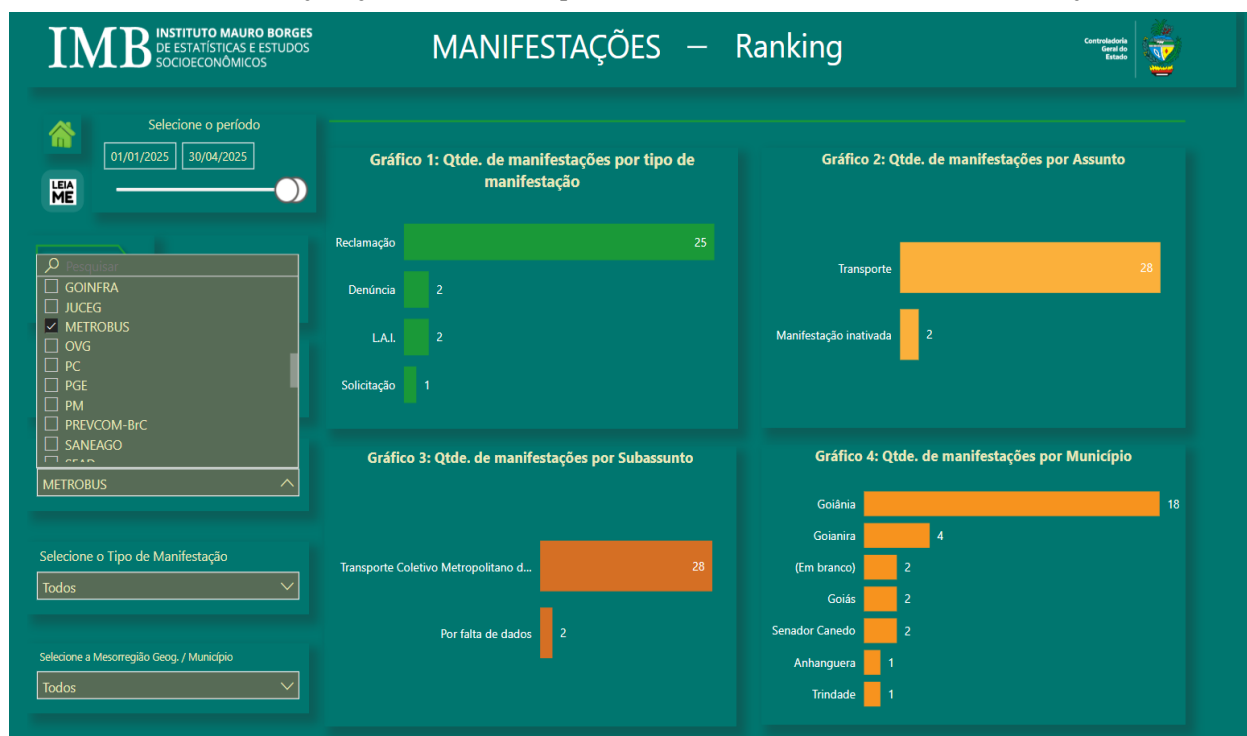 IMB
INSTITUTO MAURO BORGES
DE ESTATÍSTICAS E ESTUDOS
SOCIOECONÔMICOS
MANIFESTAÇÕES – Ranking
Controladoria
Geral do
Estado
Selecione o período
01/01/2025 30/04/2025
LEIA
ME
Pesquisar
GOINFRA
JUCEG
METROBUS
OVG
PC
PGE
PM
PREVCOM-BrC
SANEAGO
METROBUS
Selecione o Tipo de Manifestação
Todos
Selecione a Mesorregião Geog. / Município
Todos
Gráfico 1: Qtde. de manifestações por tipo de
manifestação
Reclamação 25
Denúncia 2
L.A.I. 2
Solicitação 1
Gráfico 2: Qtde. de manifestações por Assunto
Transporte 28
Manifestação inativada 2
Gráfico 3: Qtde. de manifestações por Subassunto
Transporte Coletivo Metropolitano d... 28
Por falta de dados 2
Gráfico 4: Qtde. de manifestações por Município
Goiânia 18
Goianira 4
(Em branco) 2
Goiás 2
Senador Canedo 2
Anhanguera 1
Trindade 1